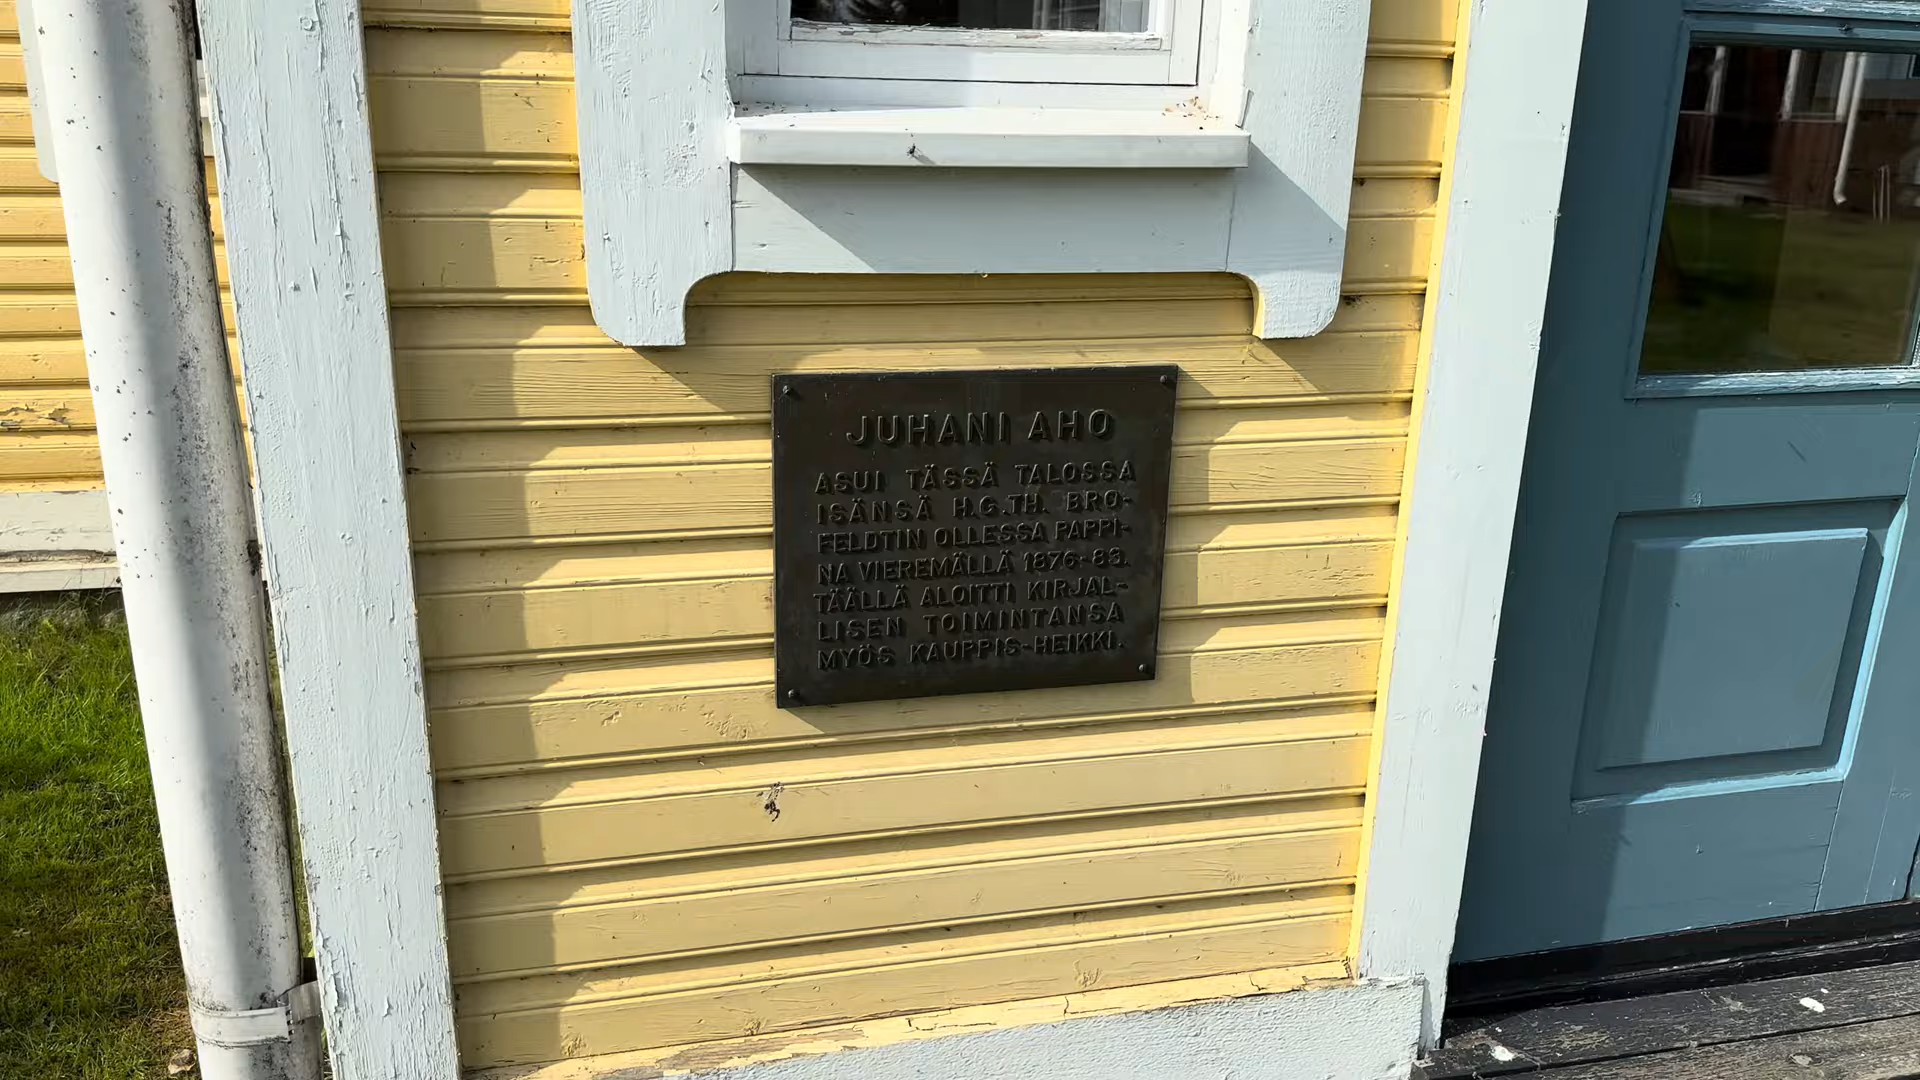 JUHANI AHO
ASUI TÄSSÄ TALOSSA
ISÄNSÄ H.G.TH. BRO-
FELDTIN OLLESSA PAPPI-
NA VIEREMÄLLÄ 1876-83.
TÄÄLLÄ ALOITTI KIRJAL-
LISEN TOIMINTANSA
MYÖS KAUPPIS-HEIKKI.